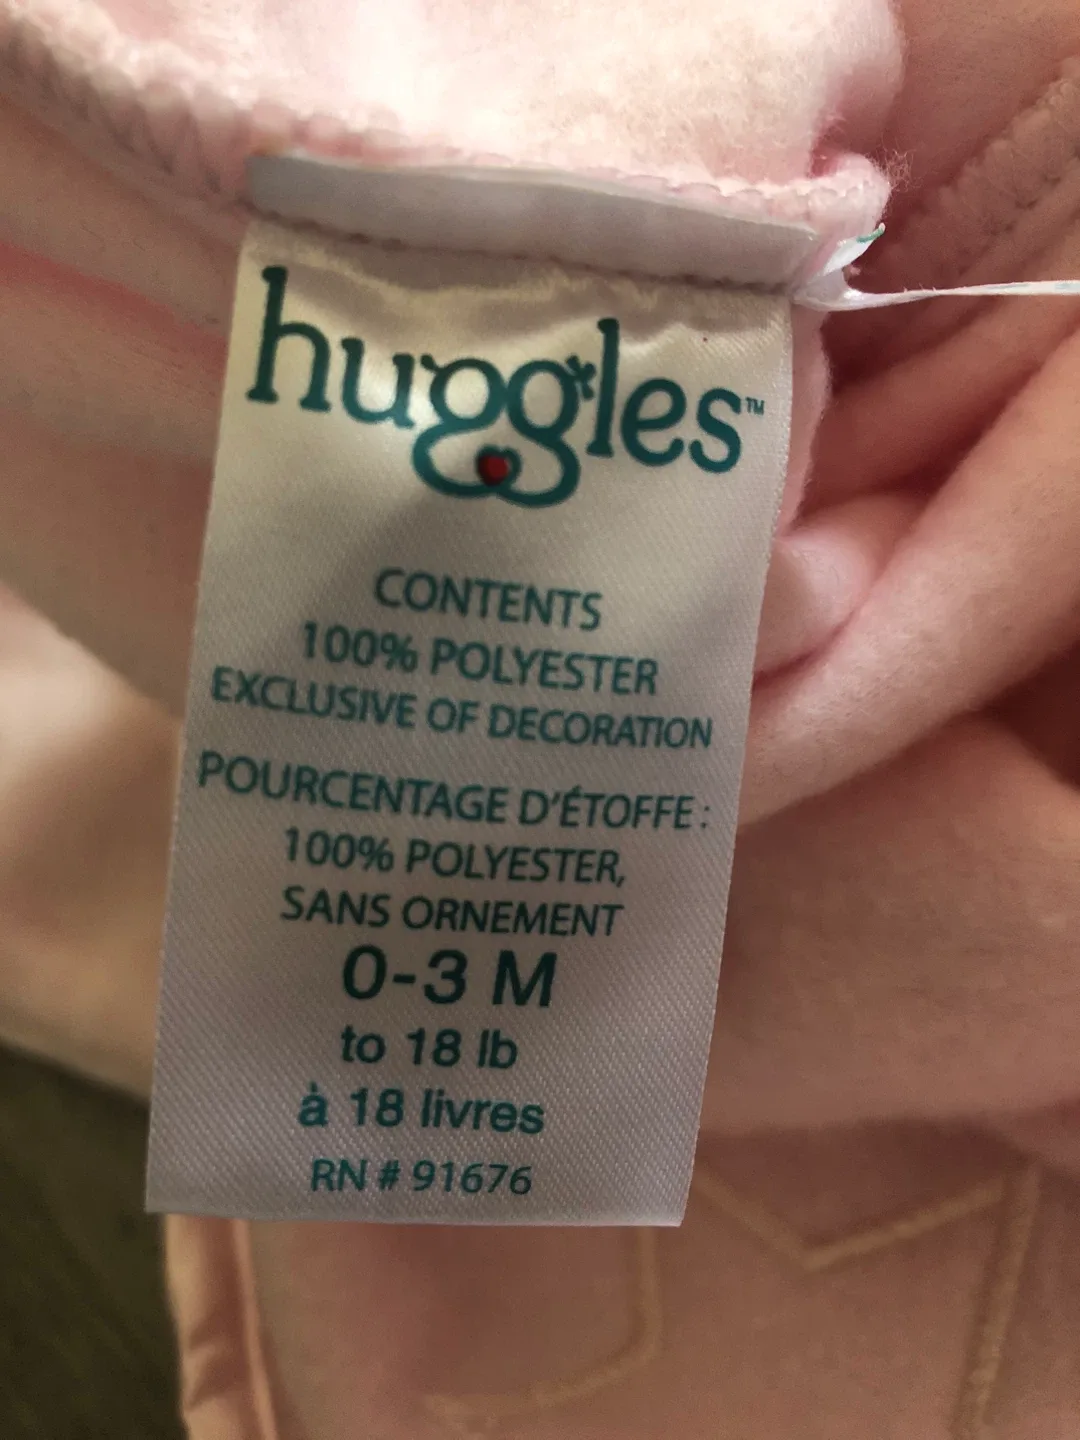 huggles™
CONTENTS
100% POLYESTER
EXCLUSIVE OF DECORATION
POURCENTAGE D'ÉTOFFE :
100% POLYESTER,
SANS ORNEMENT
0-3 M
to 18 lb
à 18 livres
RN # 91676